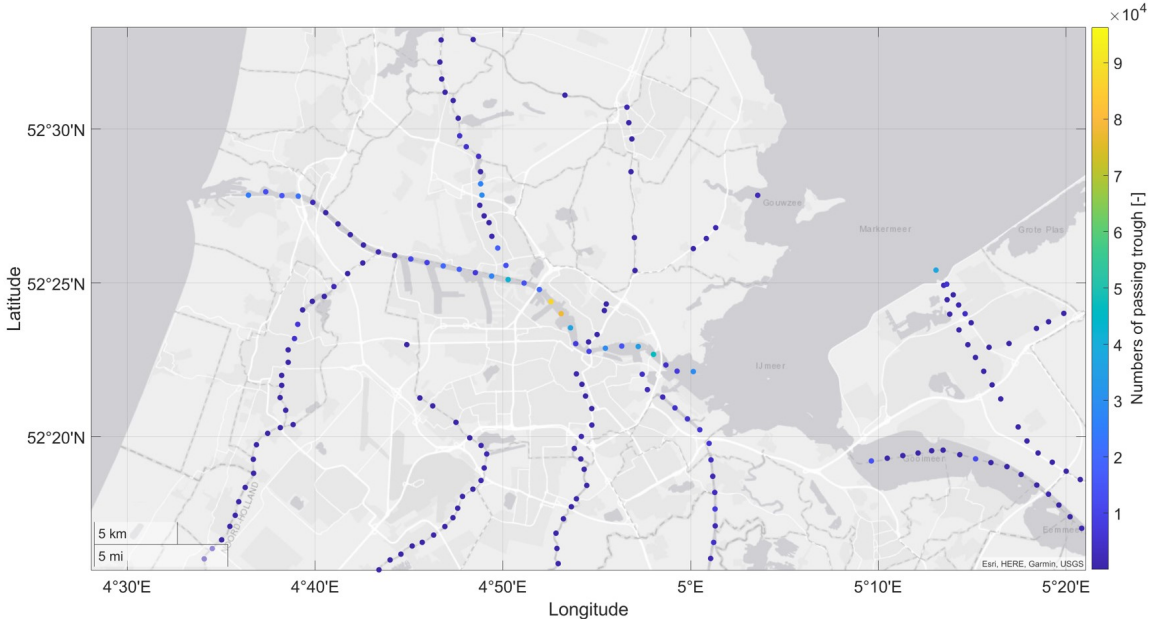 ×10⁴
9
8
7
6
5
4
3
2
1
Numbers of passing trough [-]
52°30'N
52°25'N
52°20'N
Latitude
Gouwzee
Markermeer
Grote Plas
IJmeer
5 km
5 mi
Esri, HERE, Garmin, USGS
4°30'E
4°40'E
4°50'E
5°E
5°10'E
5°20'E
Longitude